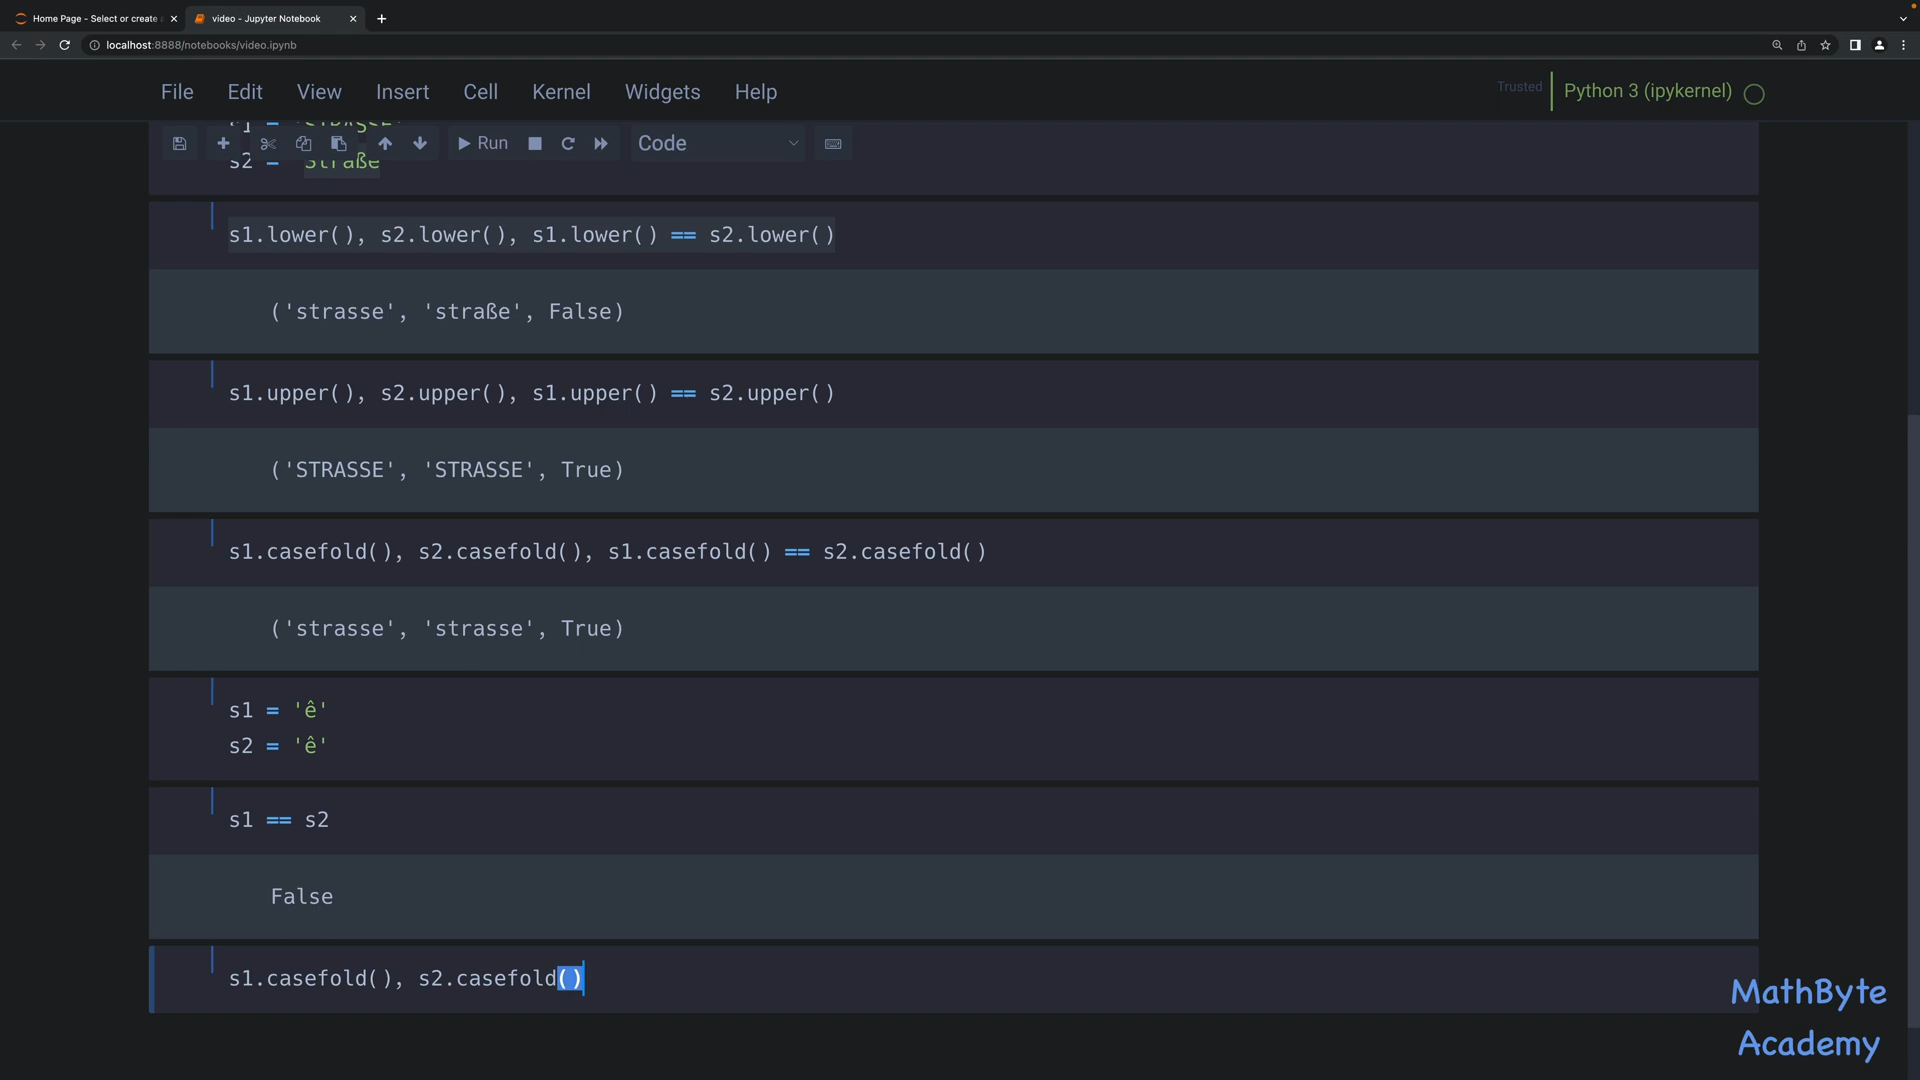 Home Page - Select or create
video - Jupyter Notebook
localhost:8888/notebooks/video.ipynb
File Edit View Insert Cell Kernel Widgets Help
Trusted
Python 3 (ipykernel)
Run
Code
s2 = Straße
s1.lower(), s2.lower(), s1.lower() == s2.lower()
('strasse', 'straße', False)
s1.upper(), s2.upper(), s1.upper() == s2.upper()
('STRASSE', 'STRASSE', True)
s1.casefold(), s2.casefold(), s1.casefold() == s2.casefold()
('strasse', 'strasse', True)
s1 = 'ê'
s2 = 'ê'
s1 == s2
False
s1.casefold(), s2.casefold()
MathByte
Academy